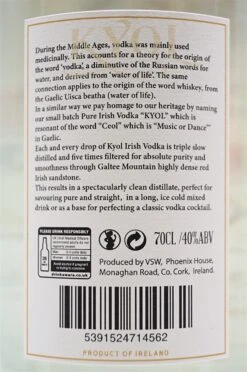 KYOL
During the Middle Ages, vodka was mainly used
medicinally. This accounts for a theory for the origin of
the word 'vodka', a diminutive of the Russian words for
water, and derived from 'water of life'. The same
connection applies to the origin of the word whiskey, from
the Gaelic Uisca beatha (water of life).
In a similar way we pay homage to our heritage by naming
our small batch Pure Irish Vodka "KYOL" which is
resonant of the word "Ceol" which is "Music or Dance"
in Gaelic.
Each and every drop of Kyol Irish Vodka is triple slow
distilled and five times filtered for absolute purity and
smoothness through Galtee Mountain highly dense red
Irish sandstone.
This results in a spectacularly clean distillate, perfect for
savouring pure and straight, in a long, ice cold mixed
drink or as a base for perfecting a classic vodka cocktail.
PLEASE DRINK RESPONSIBLY
drinkaware.co.uk
70CL /40%ABV
Produced by VSW, Phoenix House,
Monaghan Road, Co. Cork, Ireland.
5391524714562
PRODUCT OF IRELAND